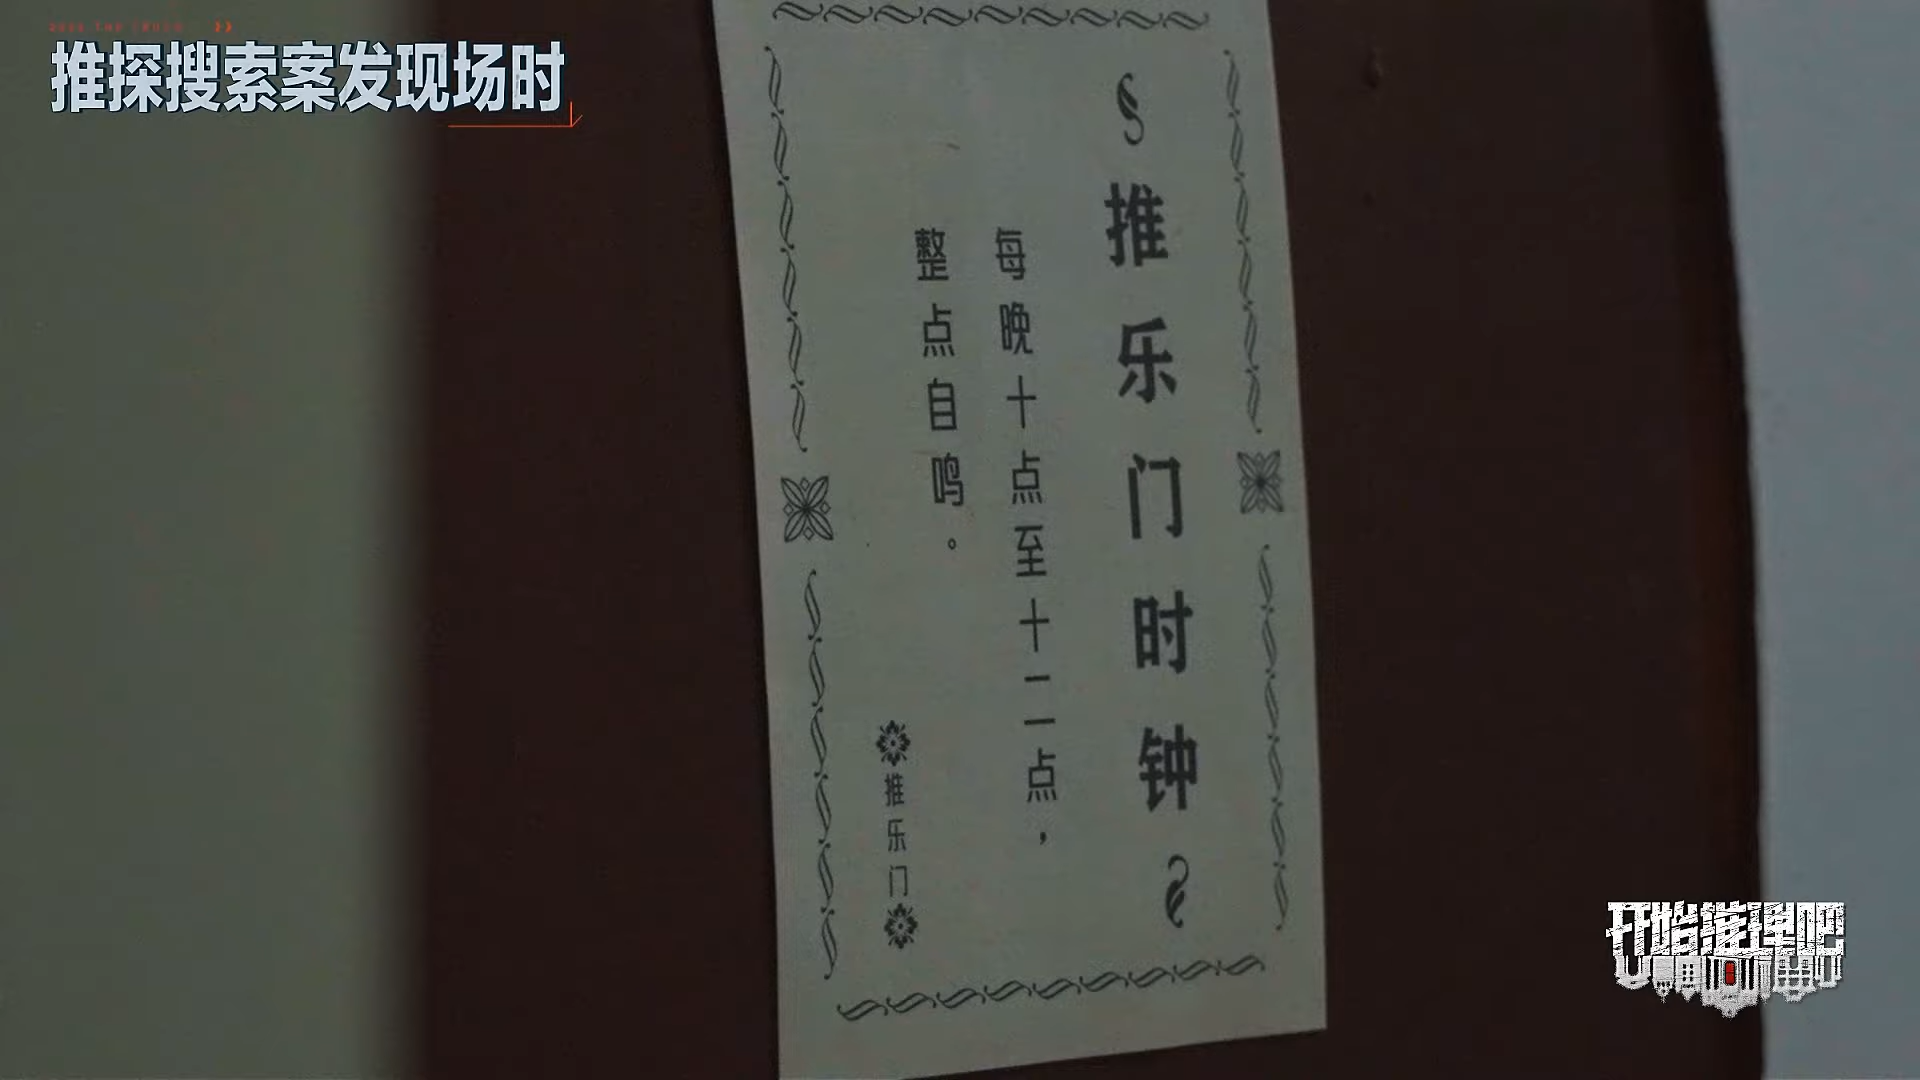 推探搜索案发现场时
推乐门时钟
每晚十点至十二点，
整点自鸣。
推乐门
开始推理吧